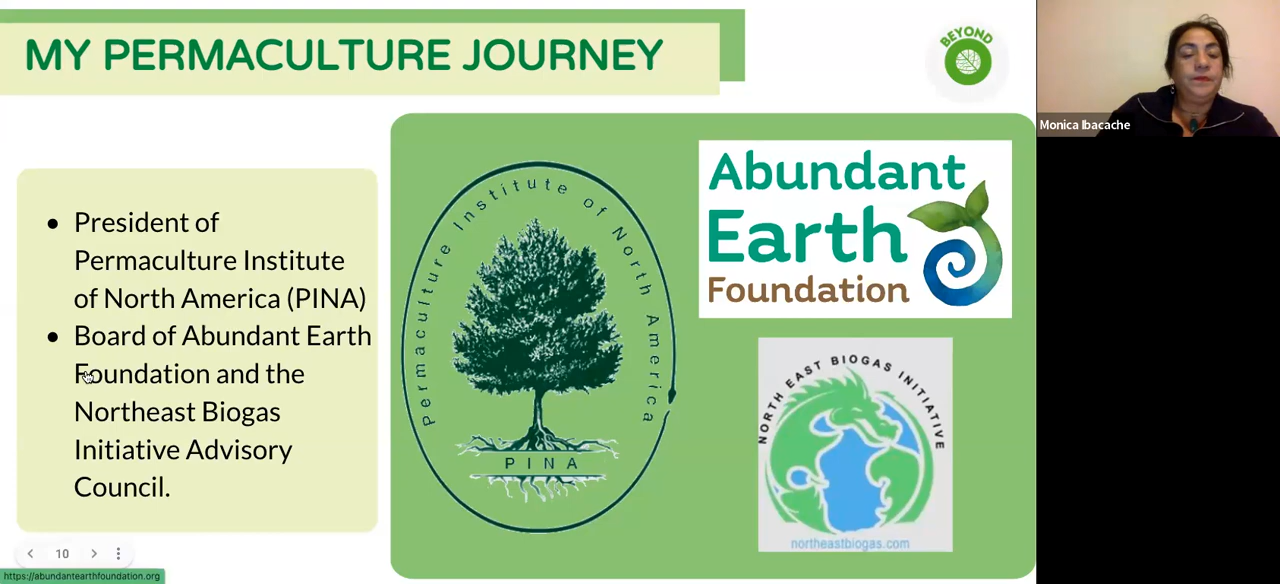 MY PERMACULTURE JOURNEY
BEYOND
Monica Ibacache
• President of
Permaculture Institute
of North America (PINA)
• Board of Abundant Earth
Foundation and the
Northeast Biogas
Initiative Advisory
Council.
Permaculture Institute of North America
PINA
Abundant
Earth
Foundation
NORTH EAST BIOGAS INITIATIVE
northeastbiogas.com
10
https://abundantearthfoundation.org